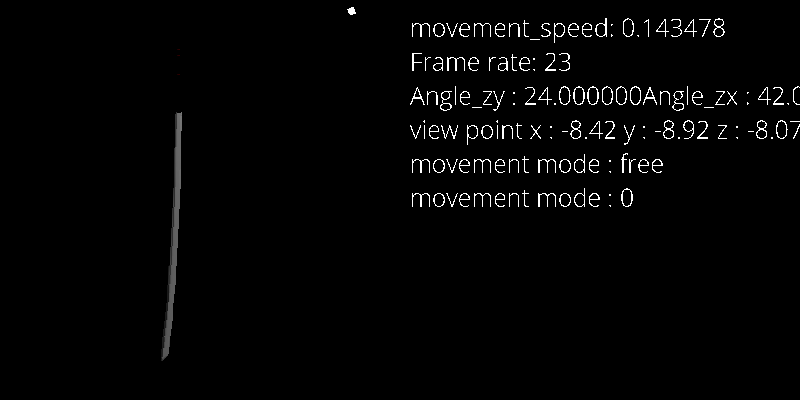 movement_speed: 0.143478
Frame rate: 23
Angle_zy : 24.000000Angle_zx : 42.0
view point x : -8.42 y : -8.92 z : -8.07
movement mode : free
movement mode : 0